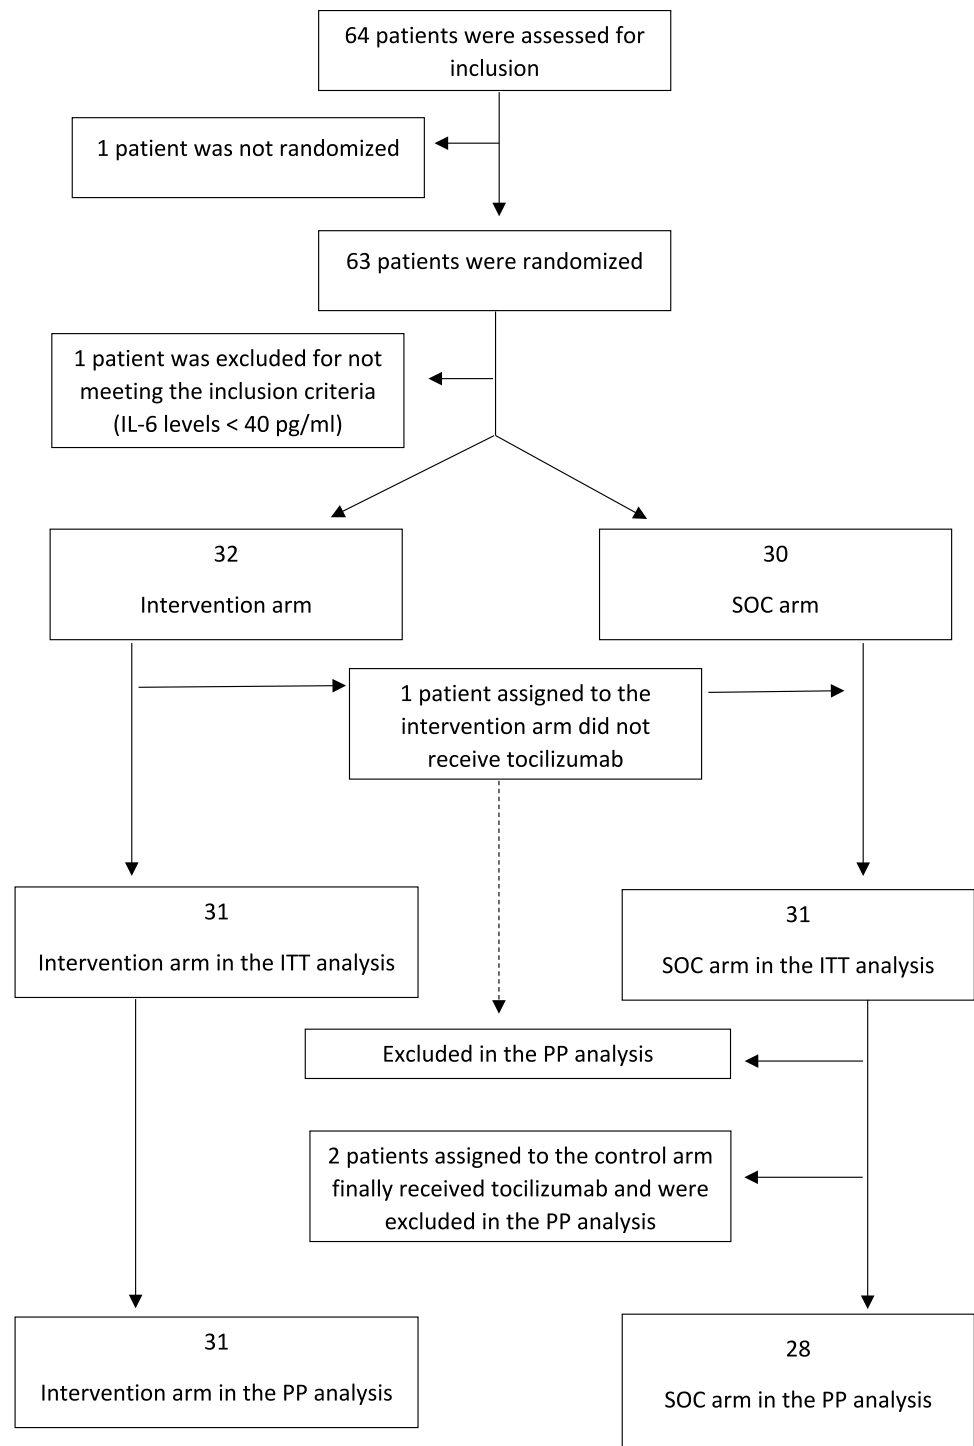 64 patients were assessed for
inclusion
1 patient was not randomized
63 patients were randomized
1 patient was excluded for not
meeting the inclusion criteria
(IL-6 levels < 40 pg/ml)
32
Intervention arm
30
SOC arm
1 patient assigned to the
intervention arm did not
receive tocilizumab
31
Intervention arm in the ITT analysis
31
SOC arm in the ITT analysis
Excluded in the PP analysis
2 patients assigned to the control arm
finally received tocilizumab and were
excluded in the PP analysis
31
Intervention arm in the PP analysis
28
SOC arm in the PP analysis